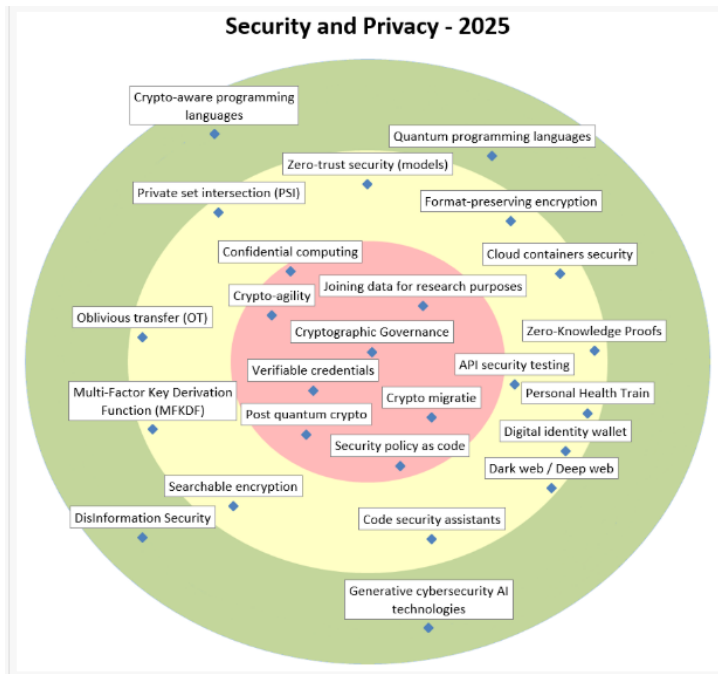 Security and Privacy - 2025
Crypto-aware programming
languages
Quantum programming languages
Zero-trust security (models)
Private set intersection (PSI)
Format-preserving encryption
Confidential computing
Cloud containers security
Crypto-agility
Joining data for research purposes
Oblivious transfer (OT)
Cryptographic Governance
Zero-Knowledge Proofs
Verifiable credentials
API security testing
Multi-Factor Key Derivation
Function (MFKDF)
Crypto migratie
Personal Health Train
Post quantum crypto
Digital identity wallet
Security policy as code
Dark web / Deep web
Searchable encryption
DisInformation Security
Code security assistants
Generative cybersecurity AI
technologies